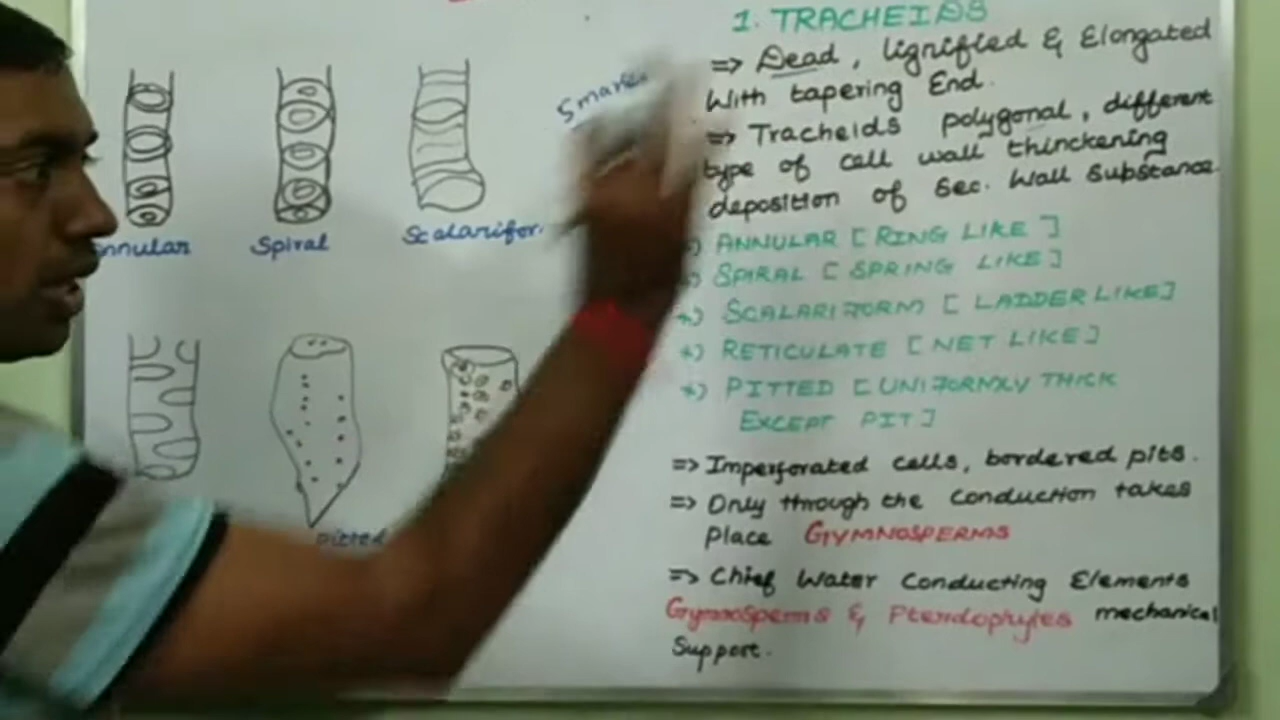 1. TRACHEIDS
=> Dead, lignified & Elongated
With tapering End.
=> Tracheids polygonal, different
type of cell wall thinckening
deposition of Sec. Wall Substance.
ANNULAR [RING LIKE]
SPIRAL [SPRING LIKE]
*) SCALARIFORM [LADDER LIKE]
*) RETICULATE [NET LIKE]
*) PITTED [UNIFORMLY THICK
EXCEPT PIT]
=> Imperforated cells, bordered pits.
=> Only through the conduction takes
place GYMNOSPERMS
=> Chief Water Conducting Elements
Gymnosperms & Pteridophytes mechanical
Support.
nnular
Spiral
Scalarifor
pitted